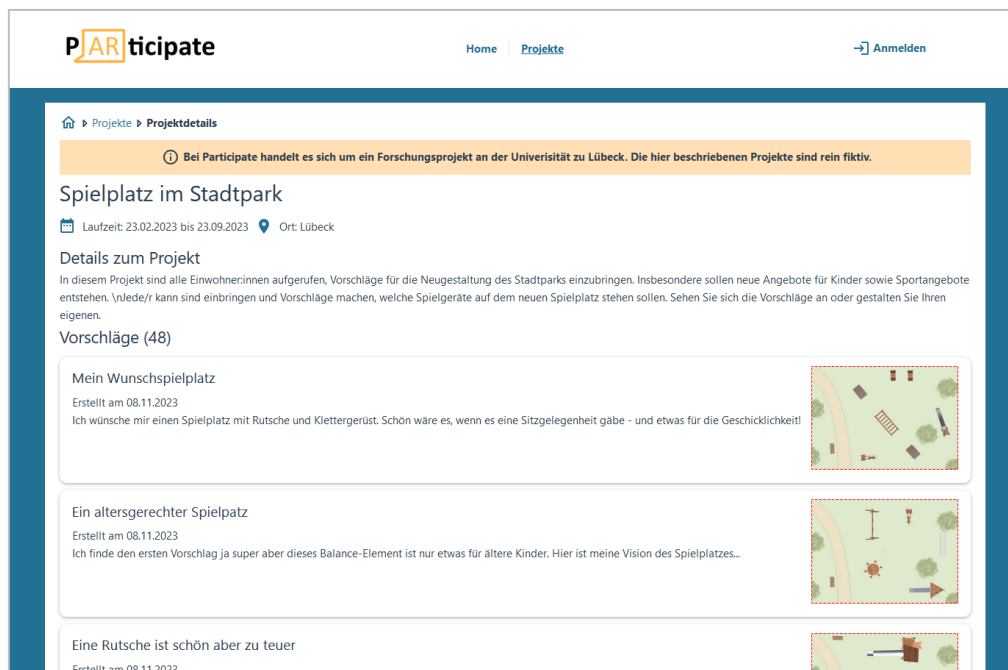 PARticipate
Home Projekte
Anmelden
Projekte Projektdetails
Bei Participate handelt es sich um ein Forschungsprojekt an der Univerisität zu Lübeck. Die hier beschriebenen Projekte sind rein fiktiv.
Spielplatz im Stadtpark
Laufzeit: 23.02.2023 bis 23.09.2023 Ort: Lübeck
Details zum Projekt
In diesem Projekt sind alle Einwohner:innen aufgerufen, Vorschläge für die Neugestaltung des Stadtparks einzubringen. Insbesondere sollen neue Angebote für Kinder sowie Sportangebote
entstehen. \nJede/r kann sind einbringen und Vorschläge machen, welche Spielgeräte auf dem neuen Spielplatz stehen sollen. Sehen Sie sich die Vorschläge an oder gestalten Sie Ihren
eigenen.
Vorschläge (48)
Mein Wunschspielplatz
Erstellt am 08.11.2023
Ich wünsche mir einen Spielplatz mit Rutsche und Klettergerüst. Schön wäre es, wenn es eine Sitzgelegenheit gäbe - und etwas für die Geschicklichkeit!
Ein altersgerechter Spielpatz
Erstellt am 08.11.2023
Ich finde den ersten Vorschlag ja super aber dieses Balance-Element ist nur etwas für ältere Kinder. Hier ist meine Vision des Spielplatzes...
Eine Rutsche ist schön aber zu teuer
Erstellt am 08.11.2023